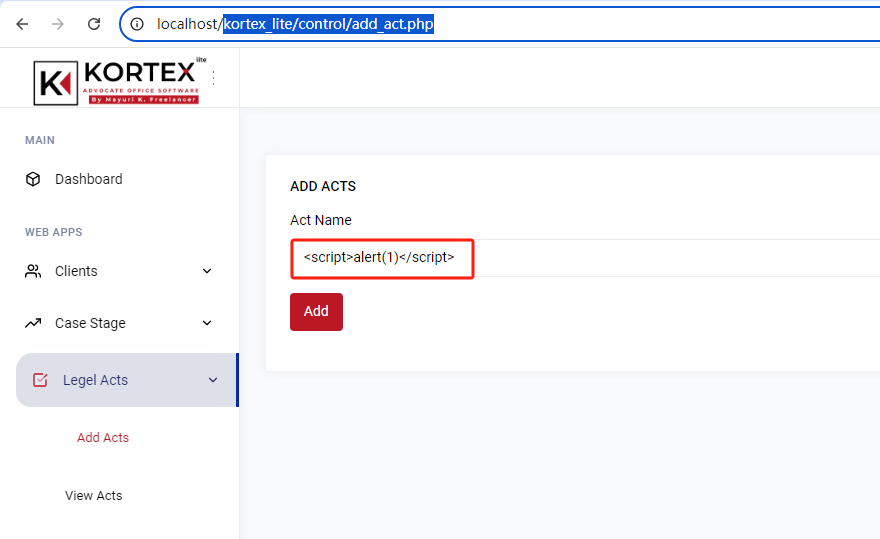 localhost/kortex_lite/control/add_act.php
KORTEX lite
ADVOCATE OFFICE SOFTWARE
By Mayuri K. Freelancer
MAIN
Dashboard
WEB APPS
Clients
Case Stage
Legel Acts
Add Acts
View Acts
ADD ACTS
Act Name
<script>alert(1)</script>
Add